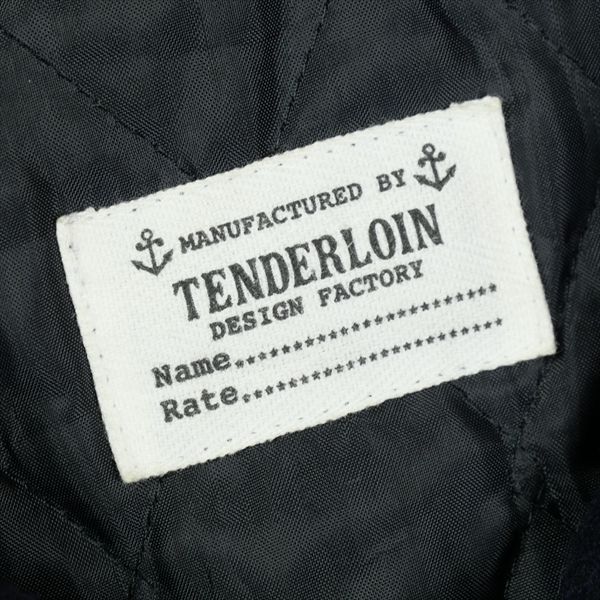 MANUFACTURED BY
TENDERLOIN
DESIGN FACTORY
Name
Rate